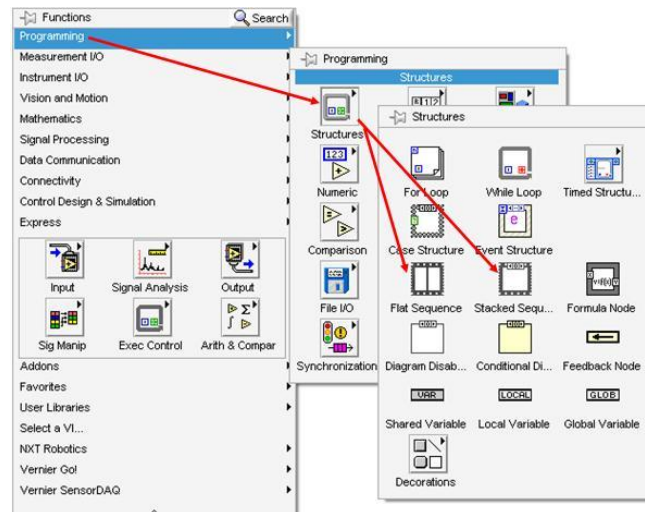 Functions
Search
Programming
Measurement I/O
Instrument I/O
Vision and Motion
Mathematics
Signal Processing
Data Communication
Connectivity
Control Design & Simulation
Express
Input Signal Analysis Output
Sig Manip Exec Control Arith & Compar
Addons
Favorites
User Libraries
Select a VI...
NXT Robotics
Vernier Go!
Vernier SensorDAQ
Programming
Structures
Structures
123
Numeric
Comparison
File I/O
Synchronization
Structures
For Loop While Loop Timed Structu...
Case Structure Event Structure
Flat Sequence Stacked Sequ... Formula Node
Diagram Disab... Conditional Di... Feedback Node
VAR LOCAL GLOB
Shared Variable Local Variable Global Variable
Decorations